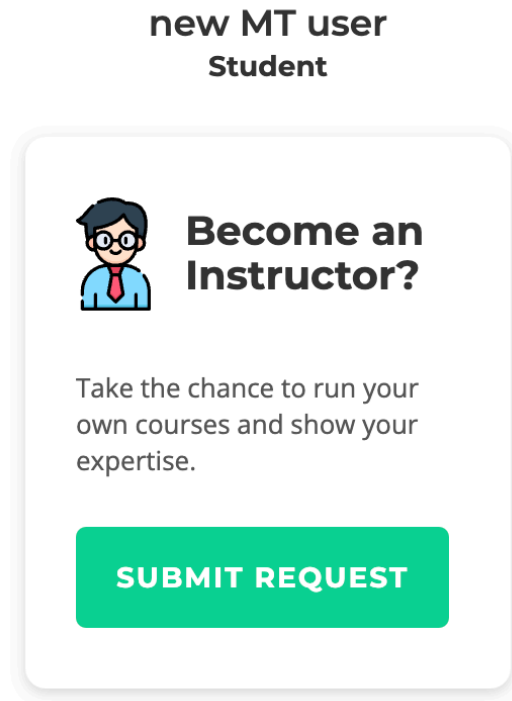 new MT user
Student
Become an
Instructor?
Take the chance to run your
own courses and show your
expertise.
SUBMIT REQUEST